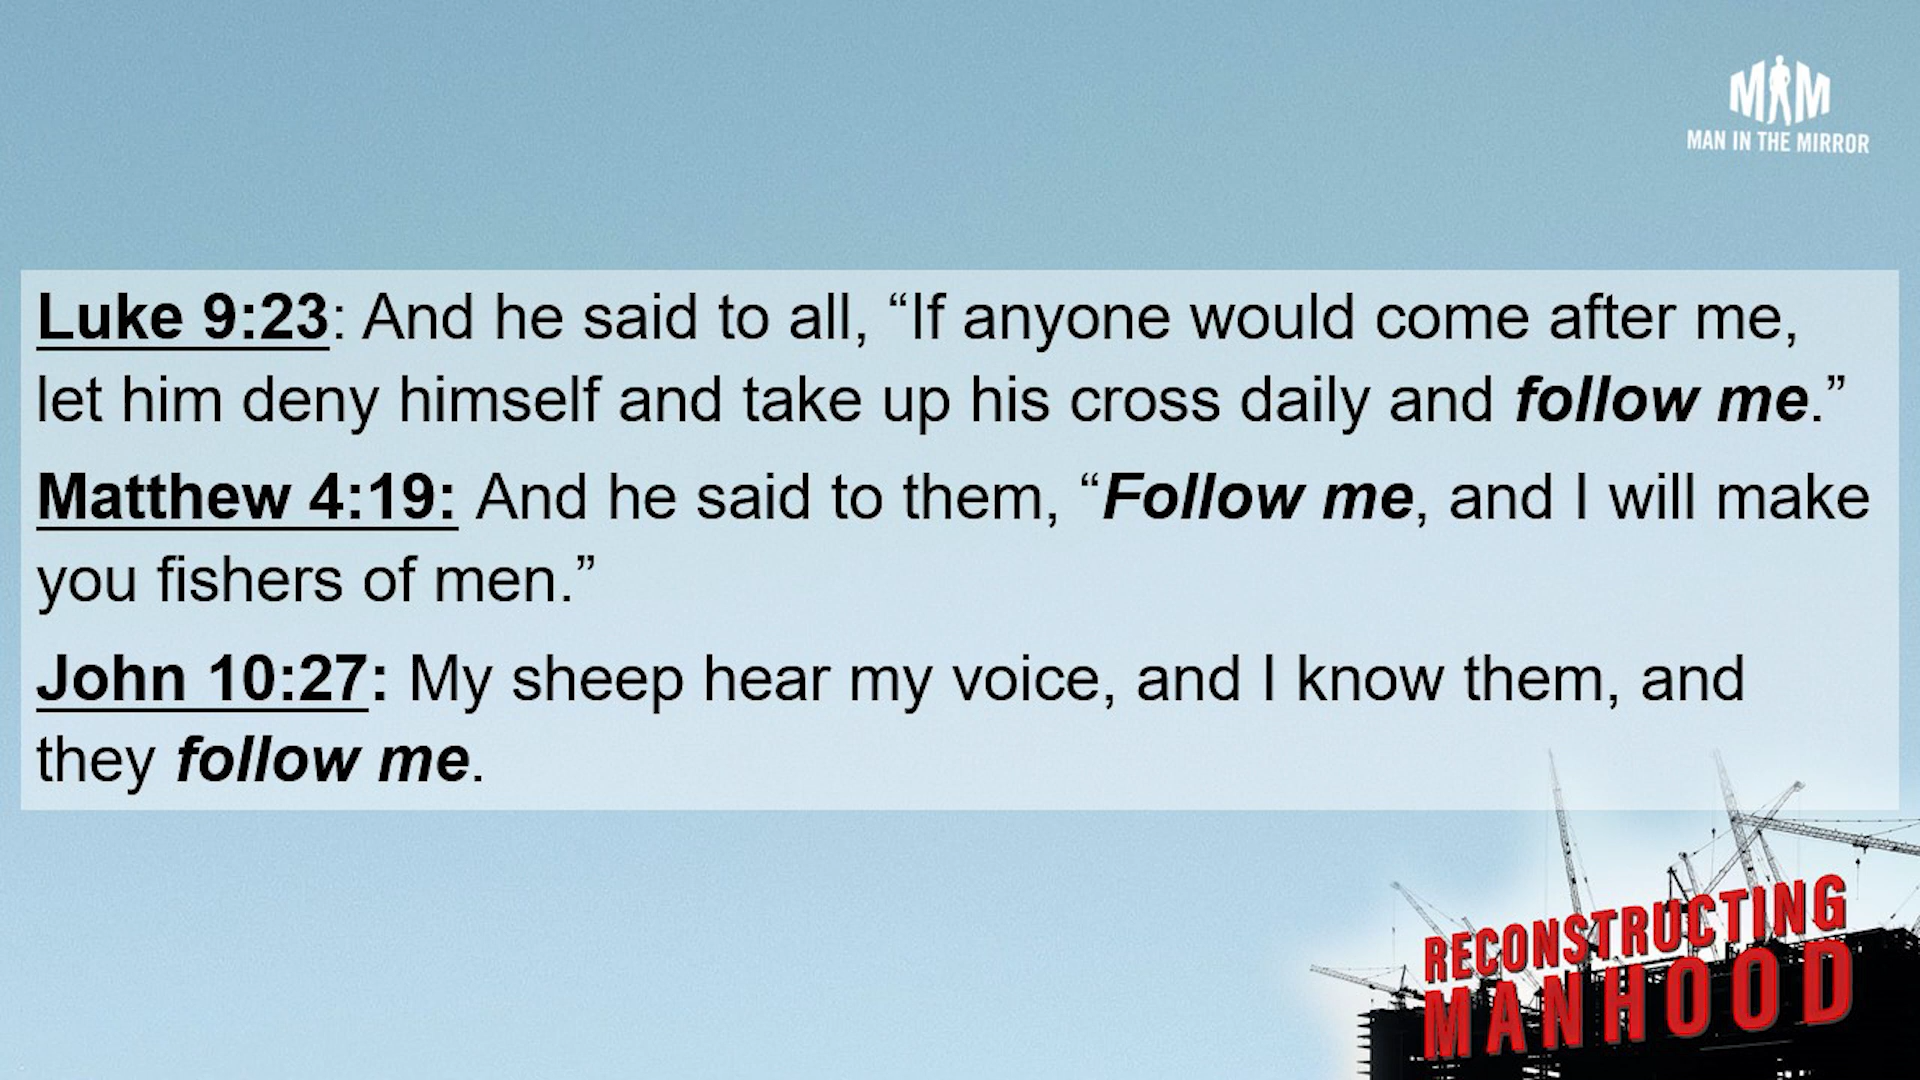 MAN IN THE MIRROR
Luke 9:23: And he said to all, “If anyone would come after me,
let him deny himself and take up his cross daily and follow me.”
Matthew 4:19: And he said to them, “Follow me, and I will make
you fishers of men.”
John 10:27: My sheep hear my voice, and I know them, and
they follow me.
RECONSTRUCTING
MANHOOD